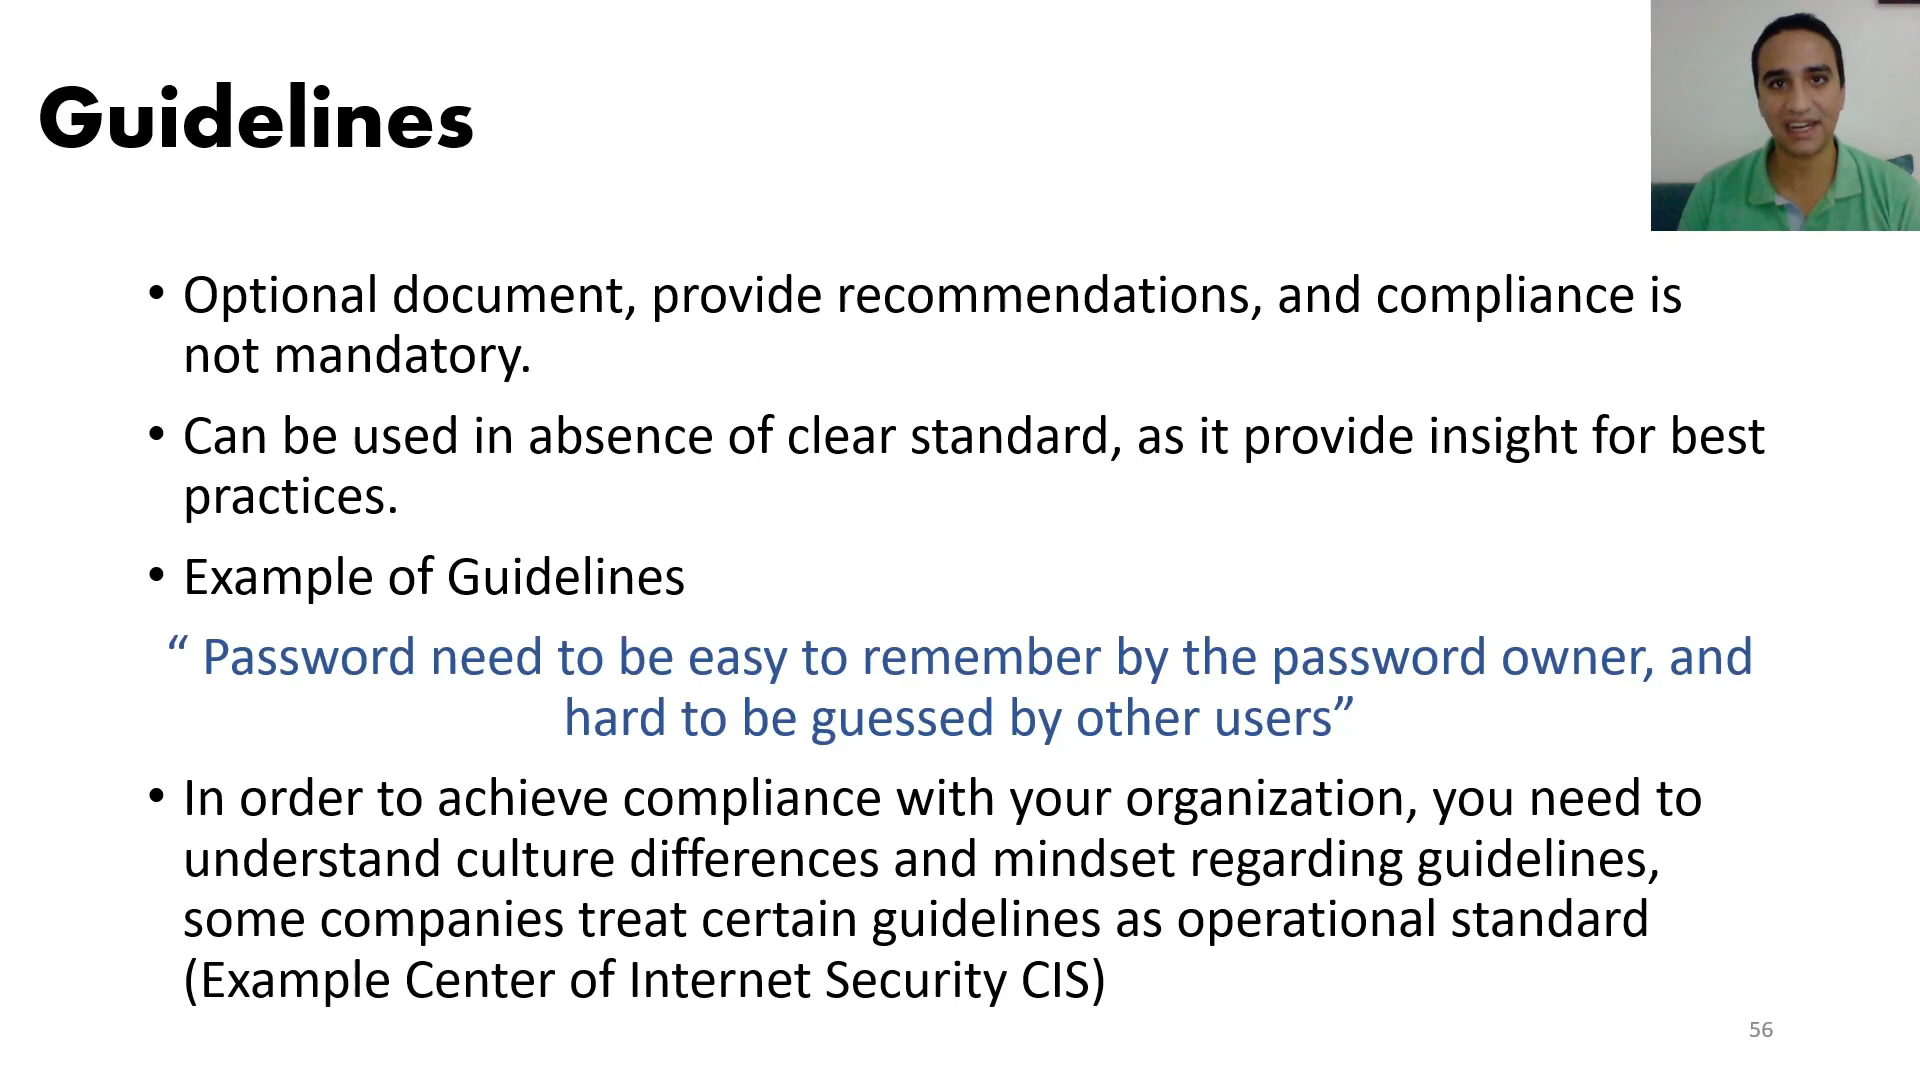 Guidelines
• Optional document, provide recommendations, and compliance is
not mandatory.
• Can be used in absence of clear standard, as it provide insight for best
practices.
• Example of Guidelines
“ Password need to be easy to remember by the password owner, and
hard to be guessed by other users”
• In order to achieve compliance with your organization, you need to
understand culture differences and mindset regarding guidelines,
some companies treat certain guidelines as operational standard
(Example Center of Internet Security CIS)
56